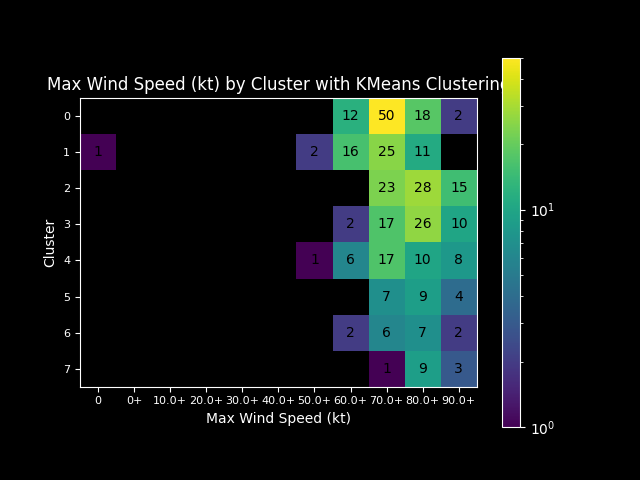 Max Wind Speed (kt) by Cluster with KMeans Clustering
0 12 50 18 2
1 1 2 16 25 11
2 23 28 15
3 2 17 26 10
4 1 6 17 10 8
5 7 9 4
6 2 6 7 2
7 1 9 3
Cluster
0 0+ 10.0+ 20.0+ 30.0+ 40.0+ 50.0+ 60.0+ 70.0+ 80.0+ 90.0+
Max Wind Speed (kt)
10¹
10⁰